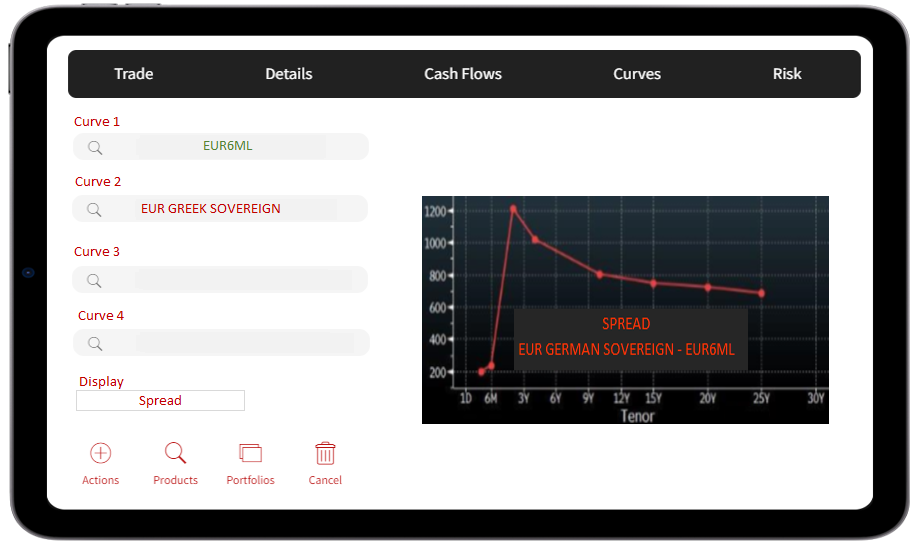 Trade Details Cash Flows Curves Risk
Curve 1
EUR6ML
Curve 2
EUR GREEK SOVEREIGN
Curve 3
Curve 4
Display
Spread
Actions Products Portfolios Cancel
1200
1000
800
600
400
200
SPREAD
EUR GERMAN SOVEREIGN - EUR6ML
1D 6M 3Y 6Y 9Y 12Y 15Y 20Y 25Y 30Y
Tenor